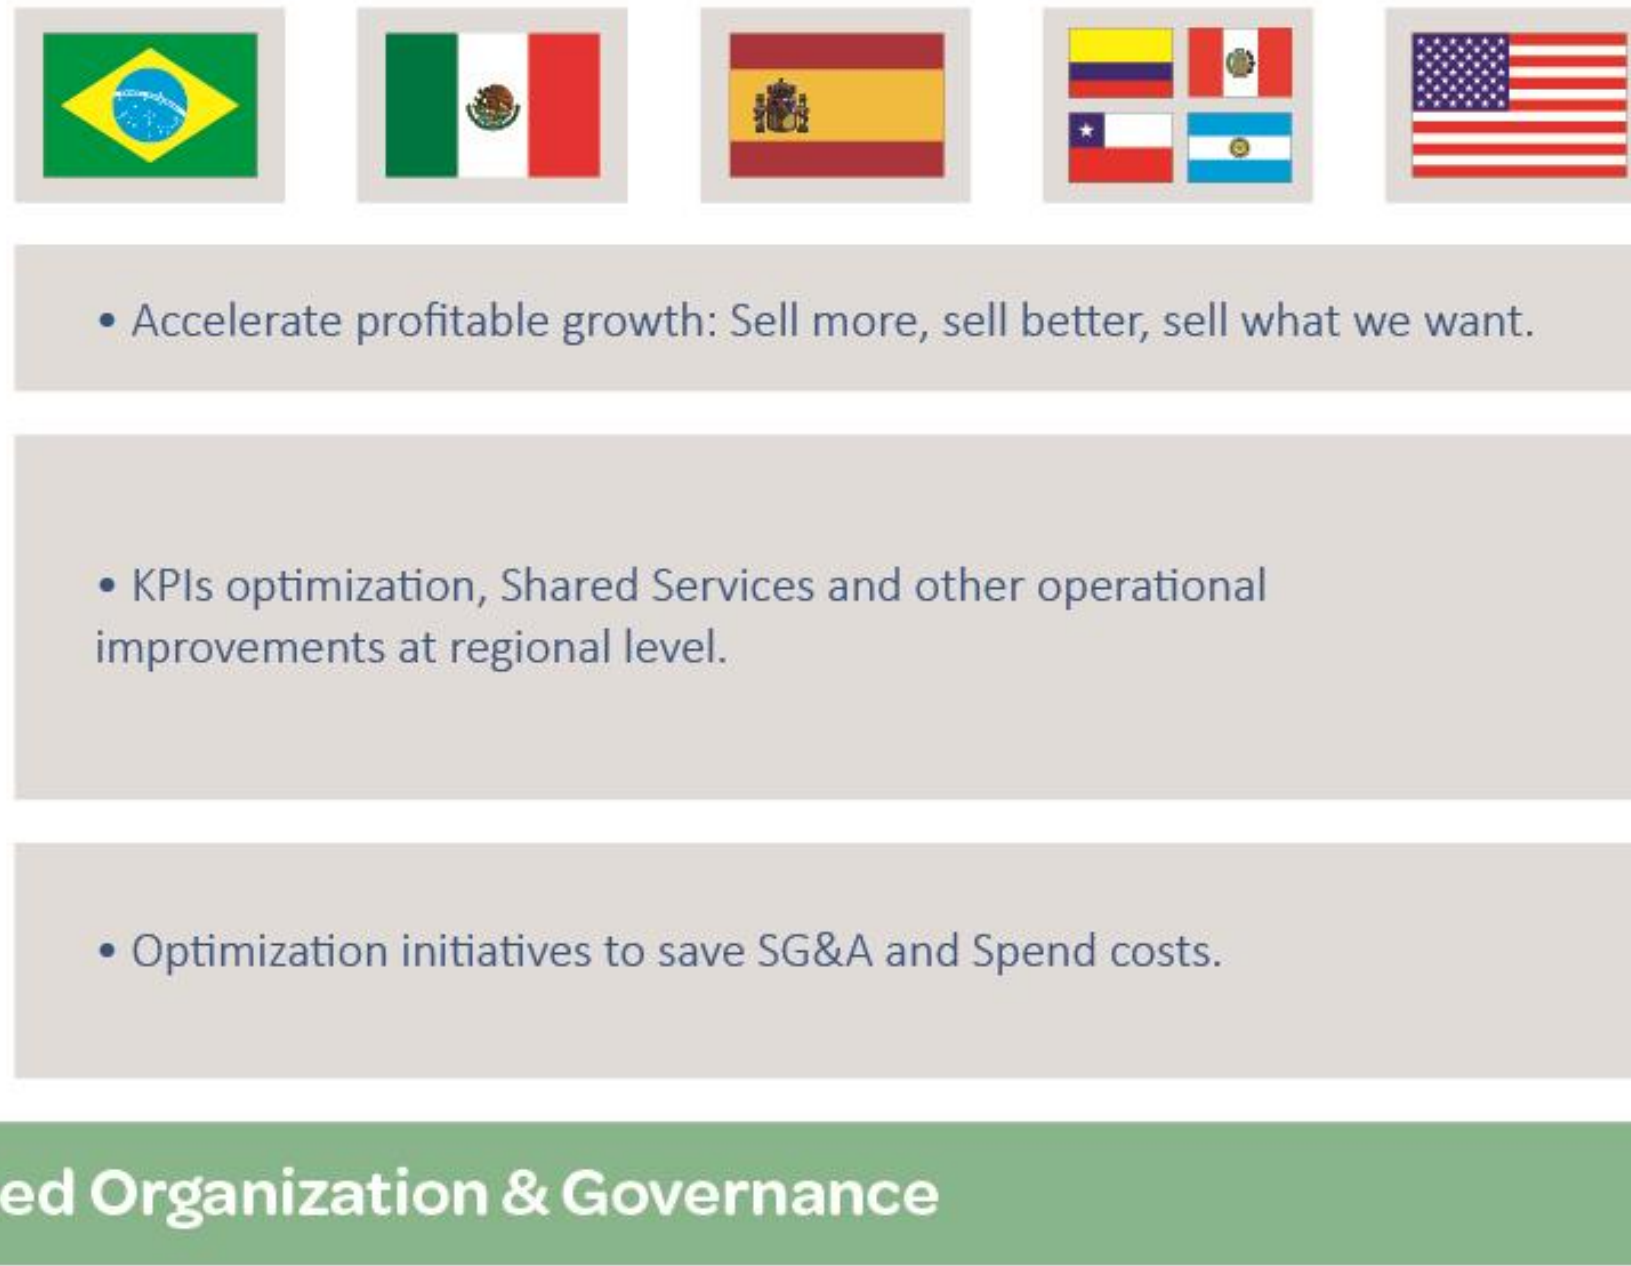 • Accelerate profitable growth: Sell more, sell better, sell what we want.
• KPIs optimization, Shared Services and other operational
improvements at regional level.
• Optimization initiatives to save SG&A and Spend costs.
ed Organization & Governance